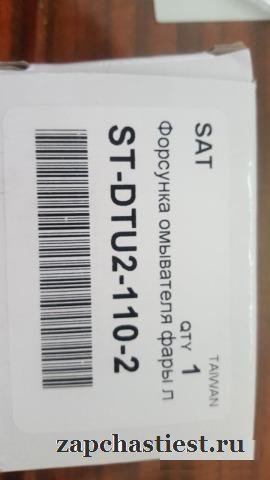 SAT
TAIWAN
Форсунка омывателя фары л
QTY 1
ST-DTU2-110-2
zapchastiest.ru